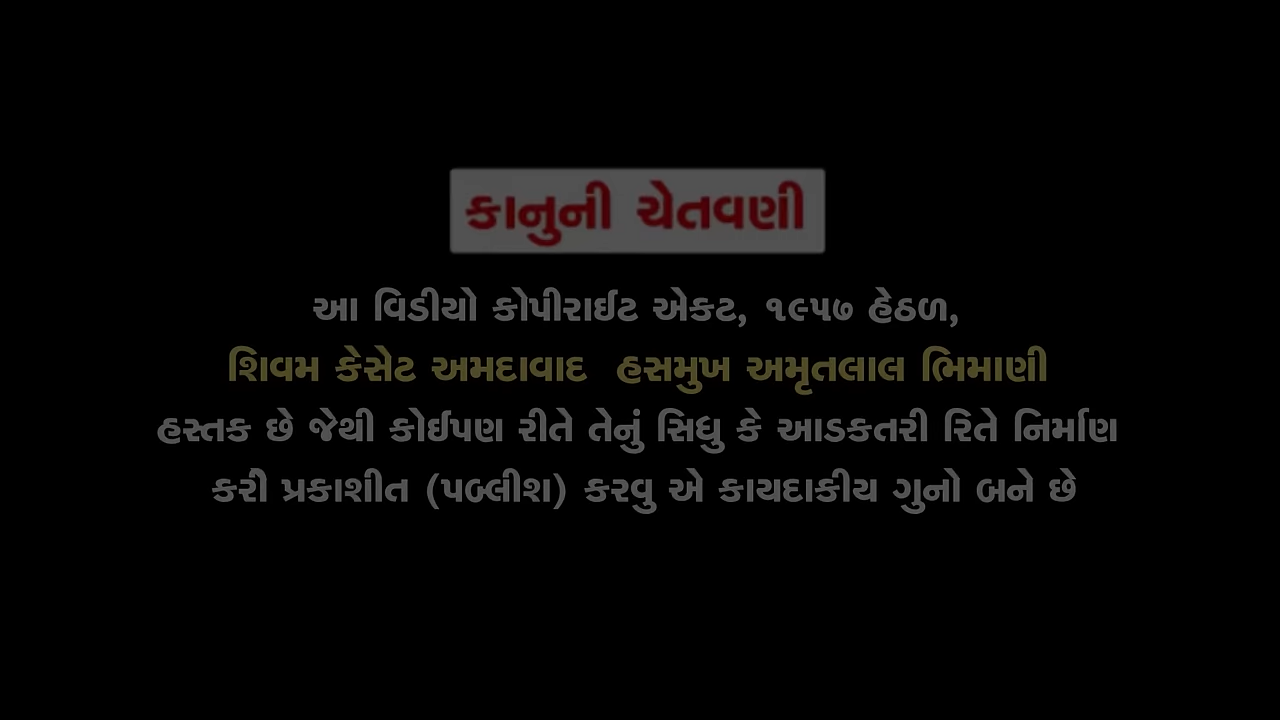 કાનુની ચેતવણી
આ વિડીયો કોપીરાઈટ એકટ, ૧૯૫૭ હેઠળ,
શિવમ કેસેટ અમદાવાદ હસમુખ અમૃતલાલ ભિમાણી
હસ્તક છે જેથી કોઈપણ રીતે તેનું સિધુ કે આડકતરી રિતે નિર્માણ
કરી પ્રકાશીત (પબ્લીશ) કરવુ એ કાયદાકીય ગુનો બને છે